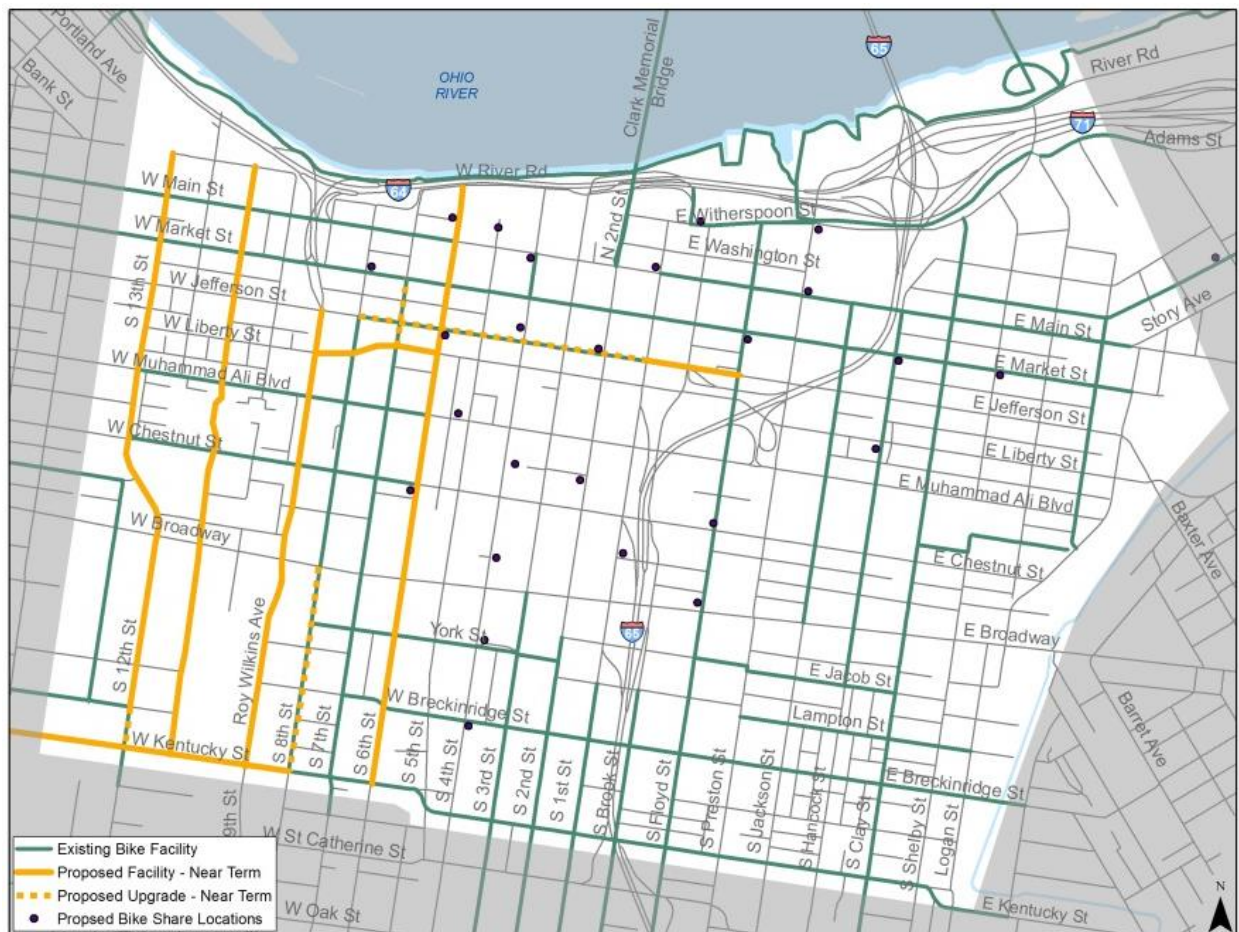 Portland Ave
Bank St
OHIO
RIVER
Clark Memorial
Bridge
65
River Rd
71
Adams St
W River Rd
64
W Main St
N 2nd St
E Witherspoon St
W Market St
E Washington St
S 13th St
W Jefferson St
E Main St
Story Ave
W Liberty St
E Market St
W Muhammad Ali Blvd
E Jefferson St
W Chestnut St
E Liberty St
E Muhammad Ali Blvd
Baxter Ave
W Broadway
E Chestnut St
65
York St
E Broadway
S 12th St
Roy Wilkins Ave
E Jacob St
Barret Ave
W Breckinridge St
Lampton St
W Kentucky St
S 8th St
S 7th St
S 6th St
S 5th St
S 4th St
S 3rd St
S 2nd St
S 1st St
S Brook St
S Floyd St
S Preston St
S Jackson St
S Hancock St
S Clay St
S Shelby St
Logan St
E Breckinridge St
9th St
W St Catherine St
W Oak St
E Kentucky St
Existing Bike Facility
Proposed Facility - Near Term
Proposed Upgrade - Near Term
Propsed Bike Share Locations
N